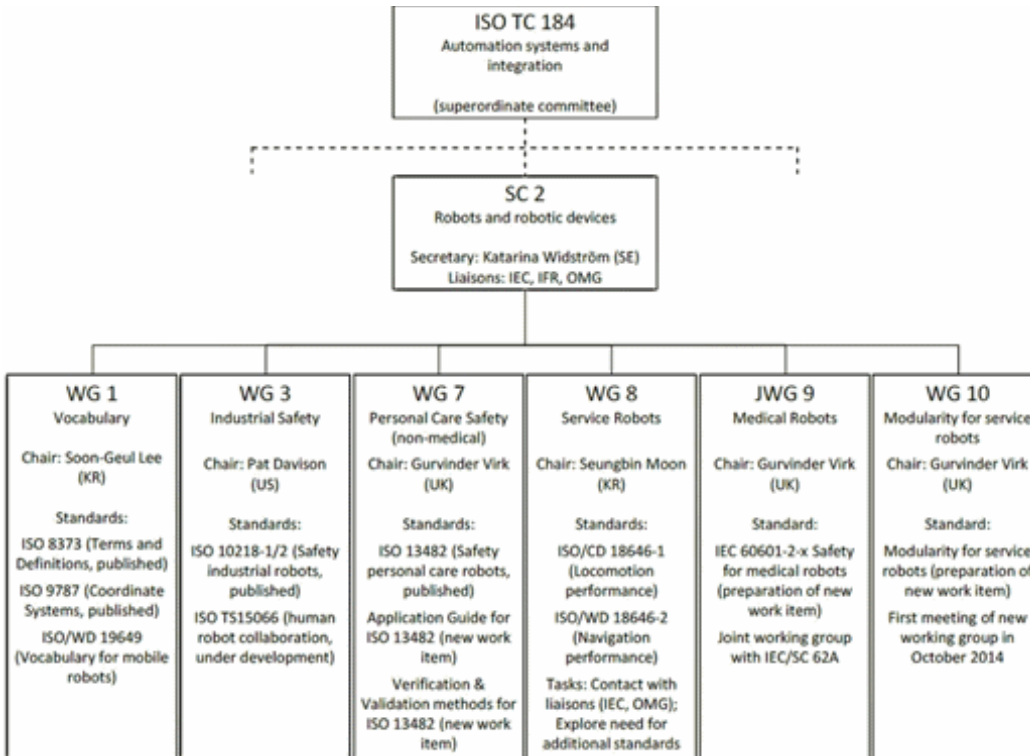 ISO TC 184
Automation systems and
integration
(superordinate committee)
SC 2
Robots and robotic devices
Secretary: Katarina Widström (SE)
Liaisons: IEC, IFR, OMG
WG 1
Vocabulary
Chair: Soon-Geul Lee
(KR)
Standards:
ISO 8373 (Terms and
Definitions, published)
ISO 9787 (Coordinate
Systems, published)
ISO/WD 19649
(Vocabulary for mobile
robots)
WG 3
Industrial Safety
Chair: Pat Davison
(US)
Standards:
ISO 10218-1/2 (Safety
industrial robots,
published)
ISO TS15066 (human
robot collaboration,
under development)
WG 7
Personal Care Safety
(non-medical)
Chair: Gurvinder Virk
(UK)
Standards:
ISO 13482 (Safety
personal care robots,
published)
Application Guide for
ISO 13482 (new work
item)
Verification &
Validation methods for
ISO 13482 (new work
item)
WG 8
Service Robots
Chair: Seungbin Moon
(KR)
Standards:
ISO/CD 18646-1
(Locomotion
performance)
ISO/WD 18646-2
(Navigation
performance)
Tasks: Contact with
liaisons (IEC, OMG);
Explore need for
additional standards
JWG 9
Medical Robots
Chair: Gurvinder Virk
(UK)
Standard:
IEC 60601-2-x Safety
for medical robots
(preparation of new
work item)
Joint working group
with IEC/SC 62A
WG 10
Modularity for service
robots
Chair: Gurvinder Virk
(UK)
Standard:
Modularity for service
robots (preparation of
new work item)
First meeting of new
working group in
October 2014